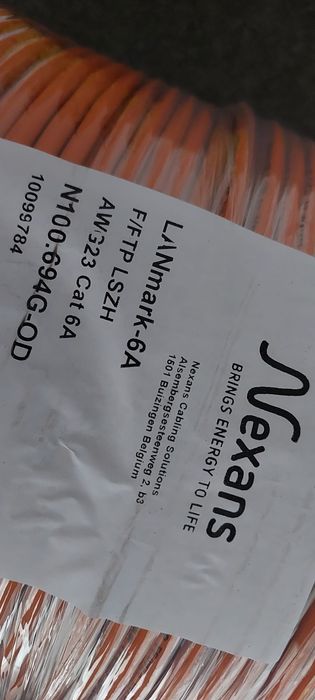 Nexans
BRINGS ENERGY TO LIFE
Nexans Cabling Solutions
Alsembergsesteenweg 2, b3
1501 Buizingen Belgium
LANmark-6A
F/FTP LSZH
AWG23 Cat 6A
N100.694G-OD
10099784